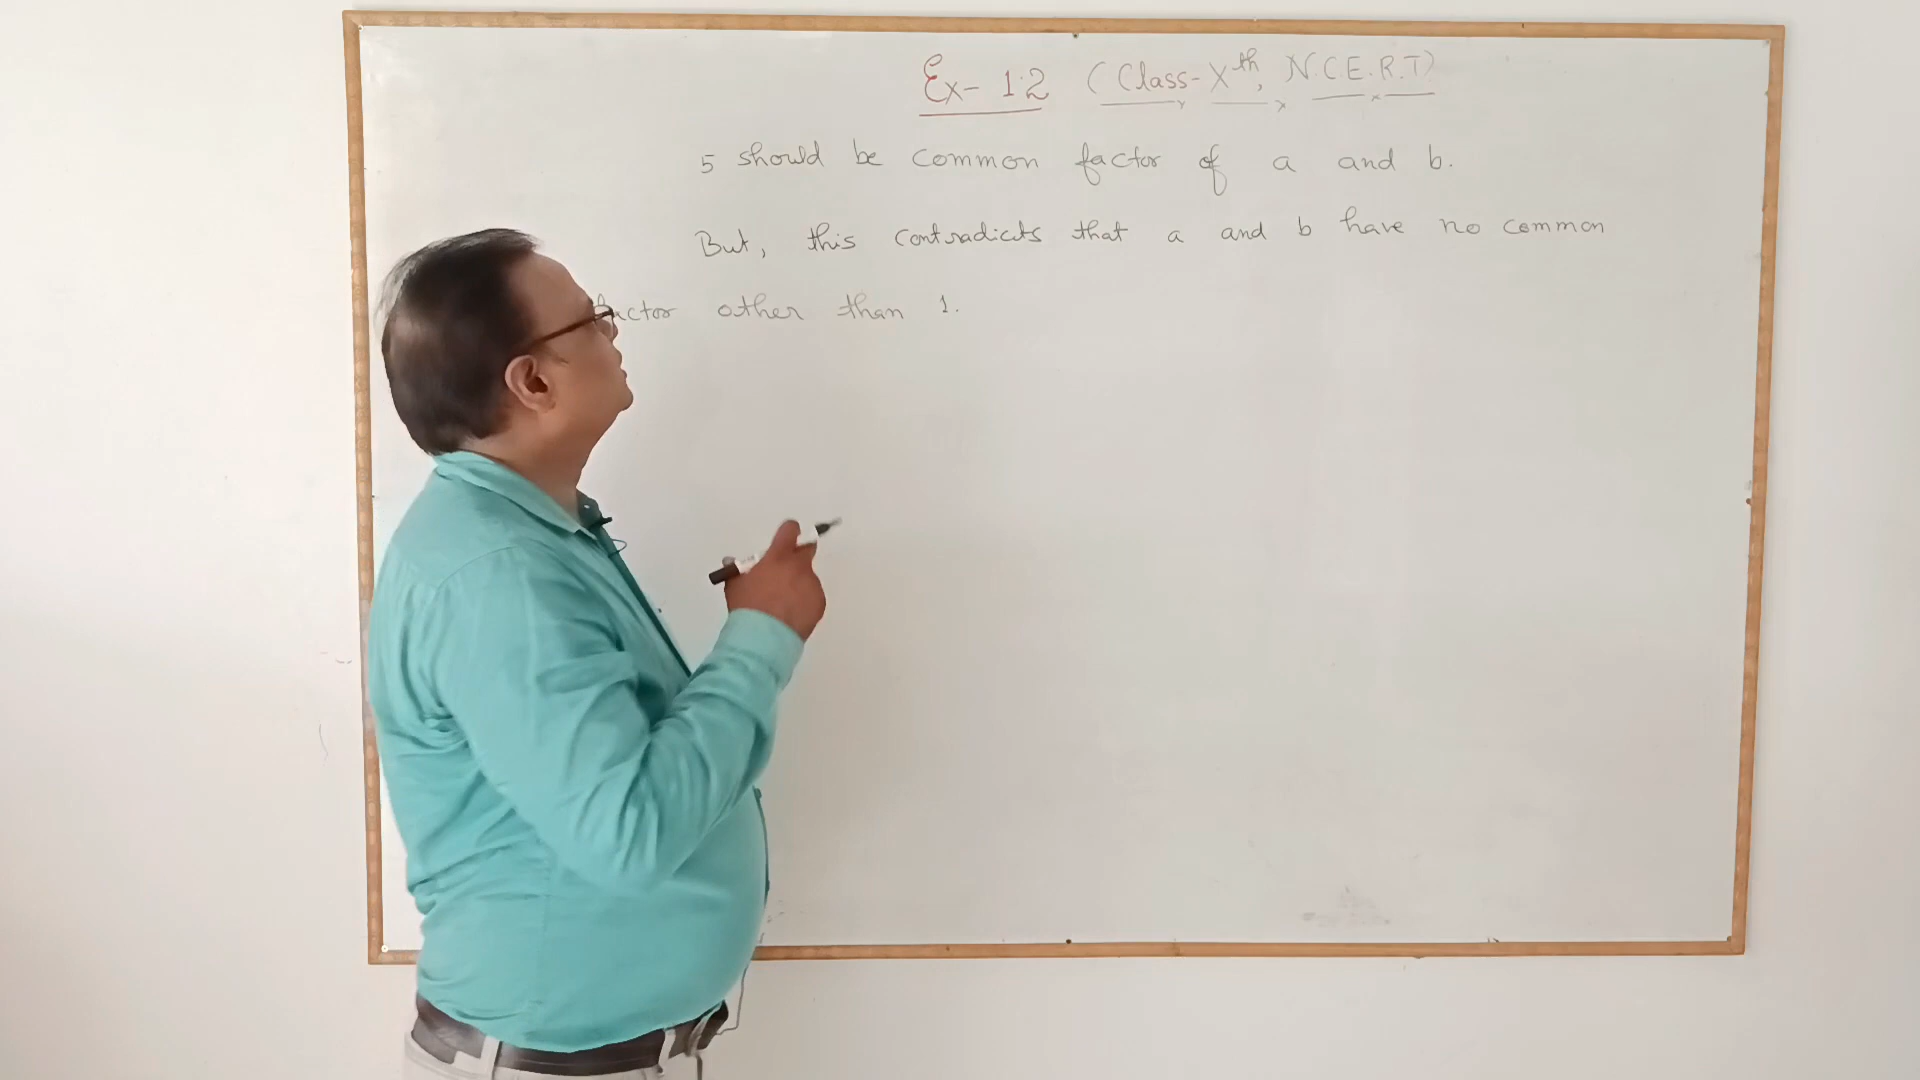 Ex- 1.2 (Class-Xth, N.C.E.R.T)
5 should be common factor of a and b.
But, this contradicts that a and b have no common
factor other than 1.